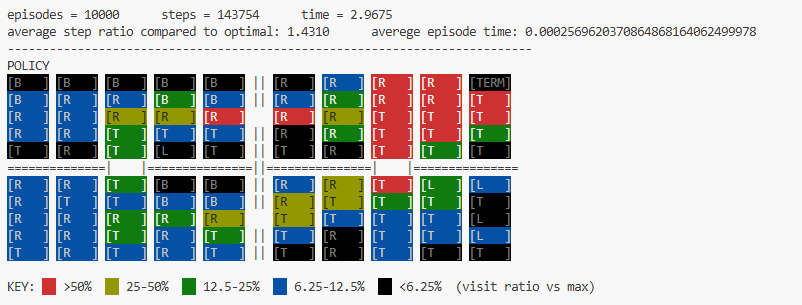 episodes = 10000 steps = 143754 time = 2.9675
average step ratio compared to optimal: 1.4310 averege episode time: 0.00025696203708648681640624999​78
--------------------------------------------------------------------------
POLICY
[B ] [B ] [B ] [B ] [B ] || [R ] [R ] [R ] [R ] [TERM]
[B ] [R ] [R ] [B ] [B ] || [R ] [R ] [R ] [R ] [T ]
[R ] [R ] [R ] [R ] [R ] [R ] [R ] [T ] [T ] [T ]
[R ] [R ] [T ] [T ] [T ] || [R ] [R ] [T ] [T ] [T ]
[T ] [R ] [T ] [L ] [T ] || [T ] [R ] [T ] [T ] [T ]
============| |============||=============| |=============
[R ] [R ] [T ] [B ] [B ] || [R ] [R ] [T ] [L ] [L ]
[R ] [T ] [T ] [B ] [B ] || [R ] [R ] [T ] [T ] [T ]
[R ] [R ] [R ] [R ] [R ] [T ] [T ] [T ] [T ] [L ]
[R ] [R ] [T ] [R ] [T ] || [T ] [R ] [T ] [T ] [L ]
[T ] [T ] [T ] [R ] [T ] || [T ] [R ] [T ] [T ] [T ]
KEY: >50% 25-50% 12.5-25% 6.25-12.5% <6.25% (visit ratio vs max)